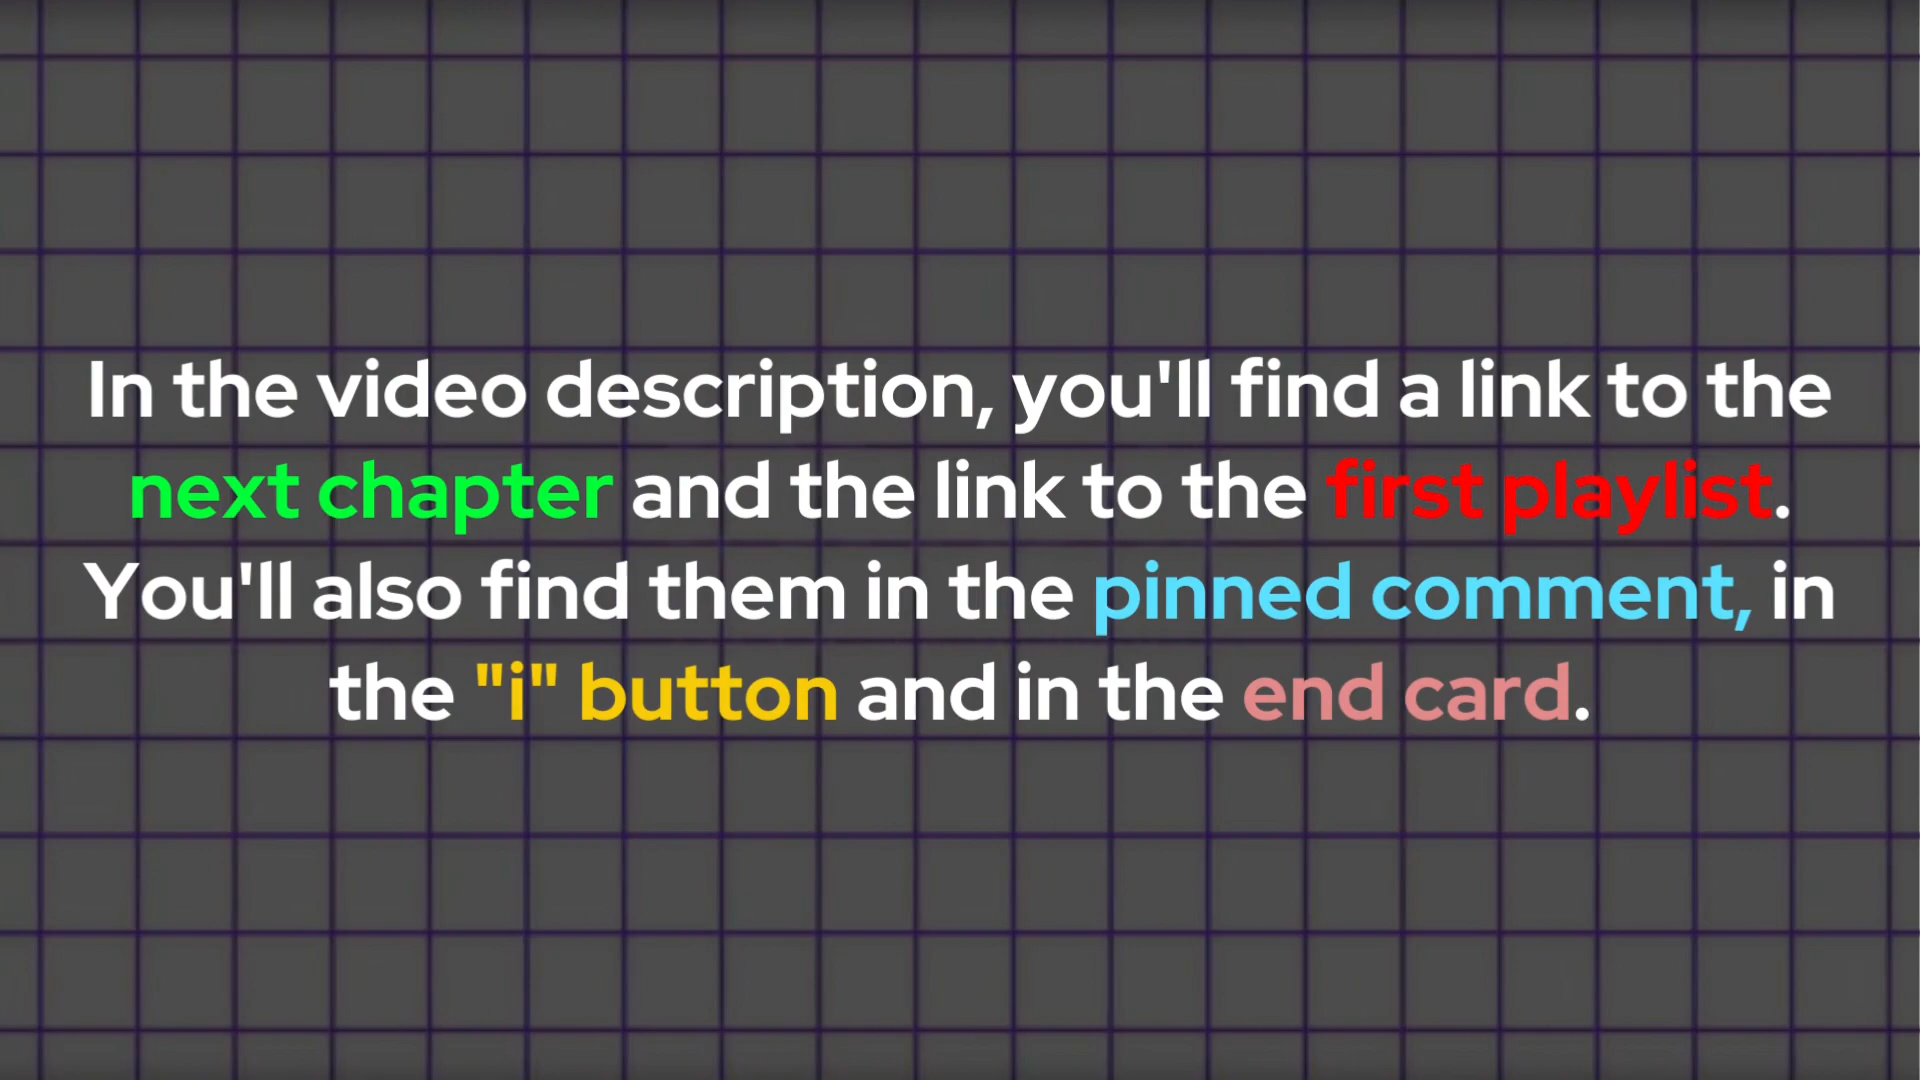 In the video description, you'll find a link to the
next chapter and the link to the first playlist.
You'll also find them in the pinned comment, in
the "i" button and in the end card.